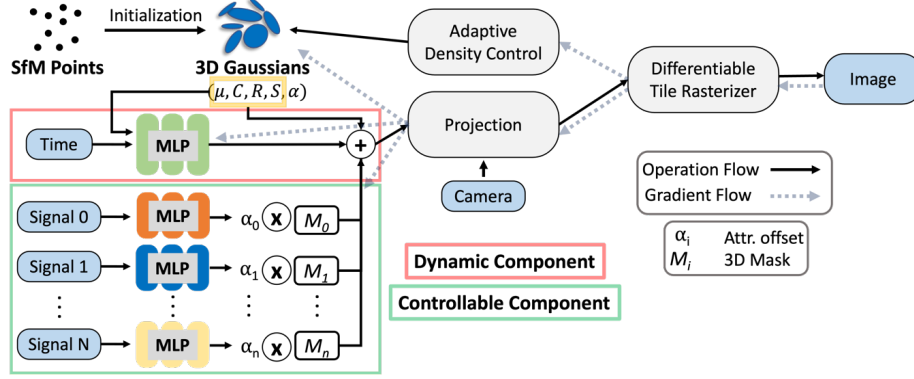 Initialization
SfM Points
3D Gaussians
(μ, C, R, S, α)
Adaptive
Density Control
Differentiable
Tile Rasterizer
Image
Time
MLP
+
Projection
Camera
Operation Flow
Gradient Flow
αi Attr. offset
Mi 3D Mask
Signal 0
MLP
α0 x M0
Signal 1
MLP
α1 x M1
Signal N
MLP
αn x Mn
Dynamic Component
Controllable Component